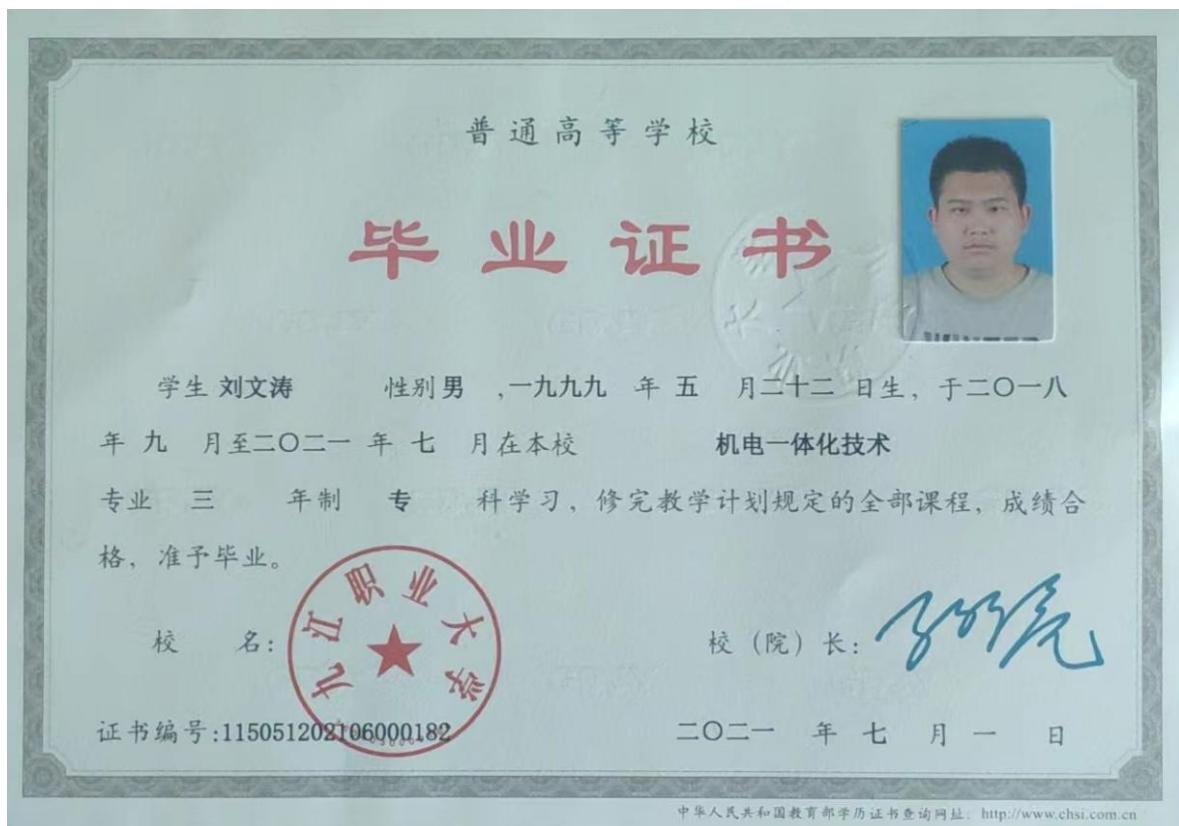 普通高等学校
毕业证书
学生 刘文涛 性别 男 ,一九九九 年 五 月二十二 日生, 于二〇一八
年 九 月至二〇二一 年 七 月在本校 机电一体化技术
专业 三 年制 专 科学习, 修完教学计划规定的全部课程, 成绩合
格, 准予毕业。
九江职业大学
校 名: 校 (院) 长:
证书编号:115051202106000182 二〇二一 年 七 月 一 日
中华人民共和国教育部学历证书查询网址: http://www.chsi.com.cn